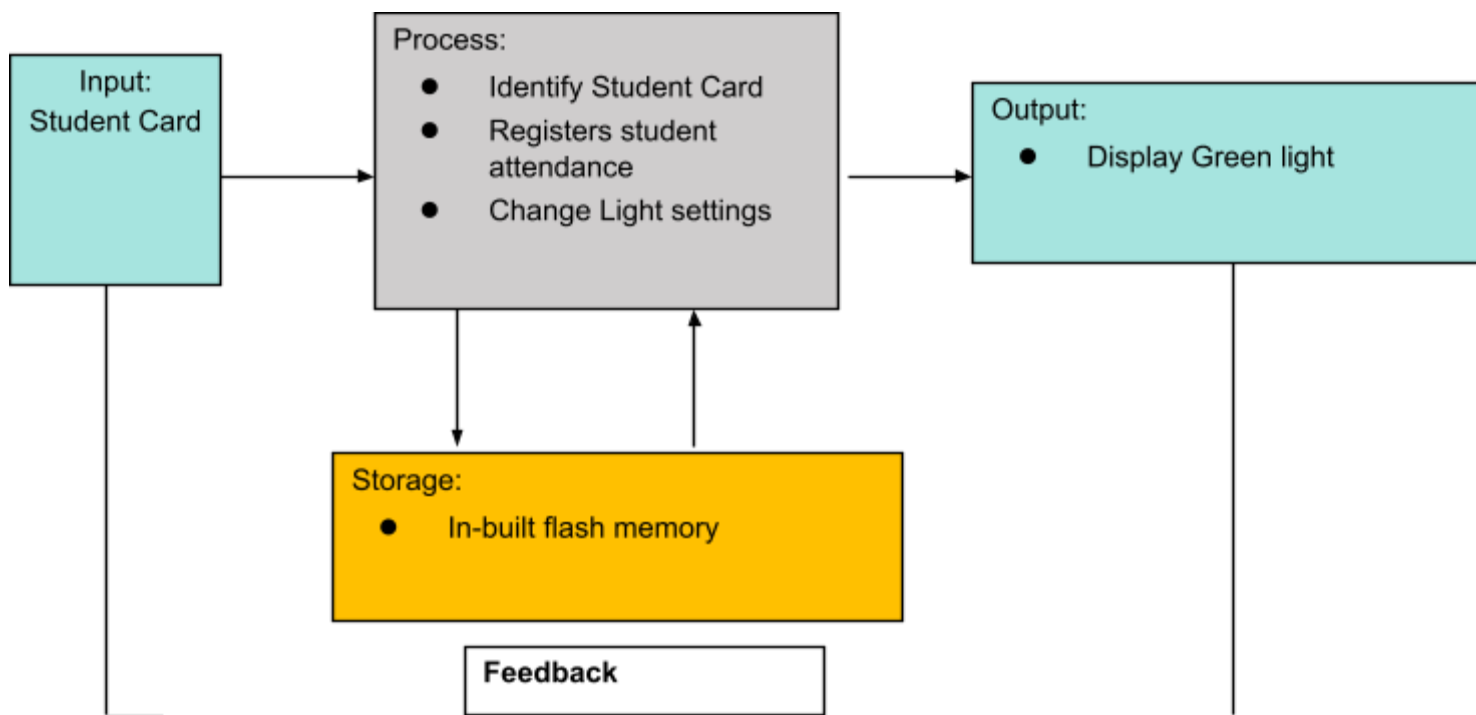 Input:
Student Card
Process:
● Identify Student Card
● Registers student
attendance
● Change Light settings
Output:
● Display Green light
Storage:
● In-built flash memory
Feedback